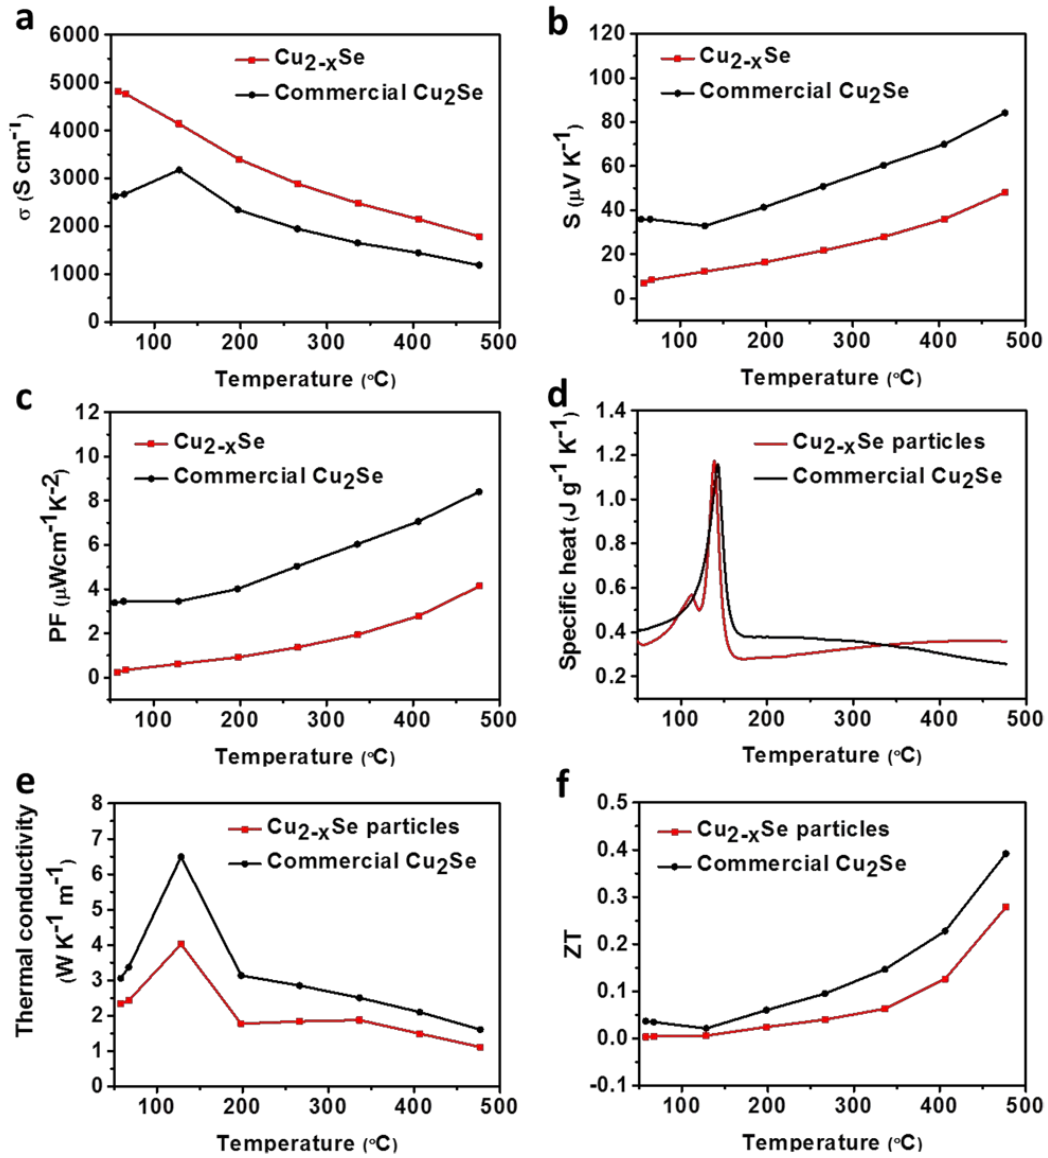 a
6000
5000
4000
3000
2000
1000
0
σ (S cm⁻¹)
Cu₂₋ₓSe
Commercial Cu₂Se
100 200 300 400 500
Temperature (°C)
b
120
100
80
60
40
20
0
S (μV K⁻¹)
Cu₂₋ₓSe
Commercial Cu₂Se
100 200 300 400 500
Temperature (°C)
c
12
10
8
6
4
2
0
PF (μWcm⁻¹K⁻²)
Cu₂₋ₓSe
Commercial Cu₂Se
100 200 300 400 500
Temperature (°C)
d
1.4
1.2
1.0
0.8
0.6
0.4
0.2
Specific heat (J g⁻¹ K⁻¹)
Cu₂₋ₓSe particles
Commercial Cu₂Se
100 200 300 400 500
Temperature (°C)
e
8
7
6
5
4
3
2
1
0
Thermal conductivity
(W K⁻¹ m⁻¹)
Cu₂₋ₓSe particles
Commercial Cu₂Se
100 200 300 400 500
Temperature (°C)
f
0.5
0.4
0.3
0.2
0.1
0.0
-0.1
ZT
Cu₂₋ₓSe particles
Commercial Cu₂Se
100 200 300 400 500
Temperature (°C)